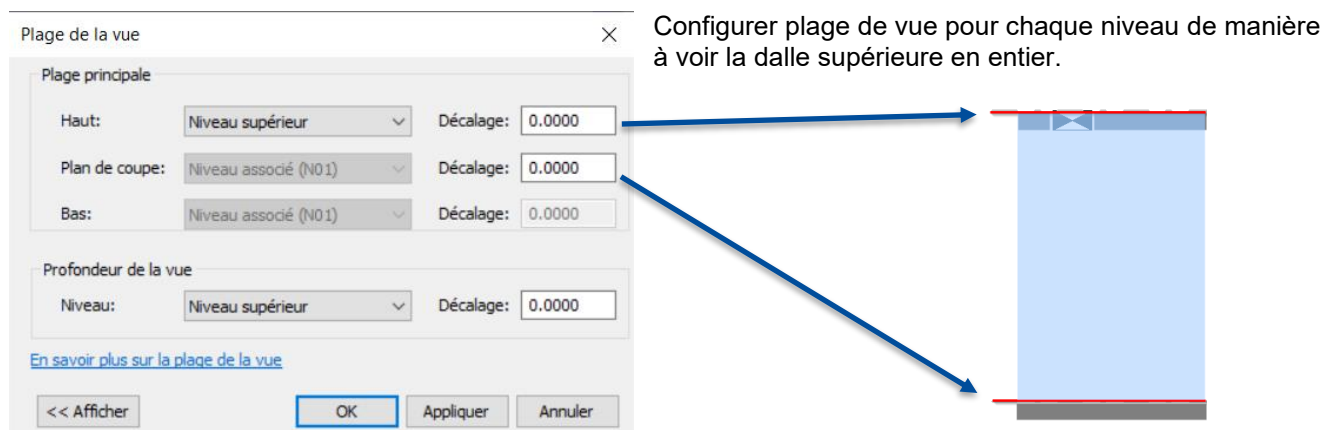 Plage de la vue
Configurer plage de vue pour chaque niveau de manière
à voir la dalle supérieure en entier.
Plage principale
Haut: Niveau supérieur Décalage: 0.0000
Plan de coupe: Niveau associé (N01) Décalage: 0.0000
Bas: Niveau associé (N01) Décalage: 0.0000
Profondeur de la vue
Niveau: Niveau supérieur Décalage: 0.0000
En savoir plus sur la plage de la vue
<< Afficher OK Appliquer Annuler